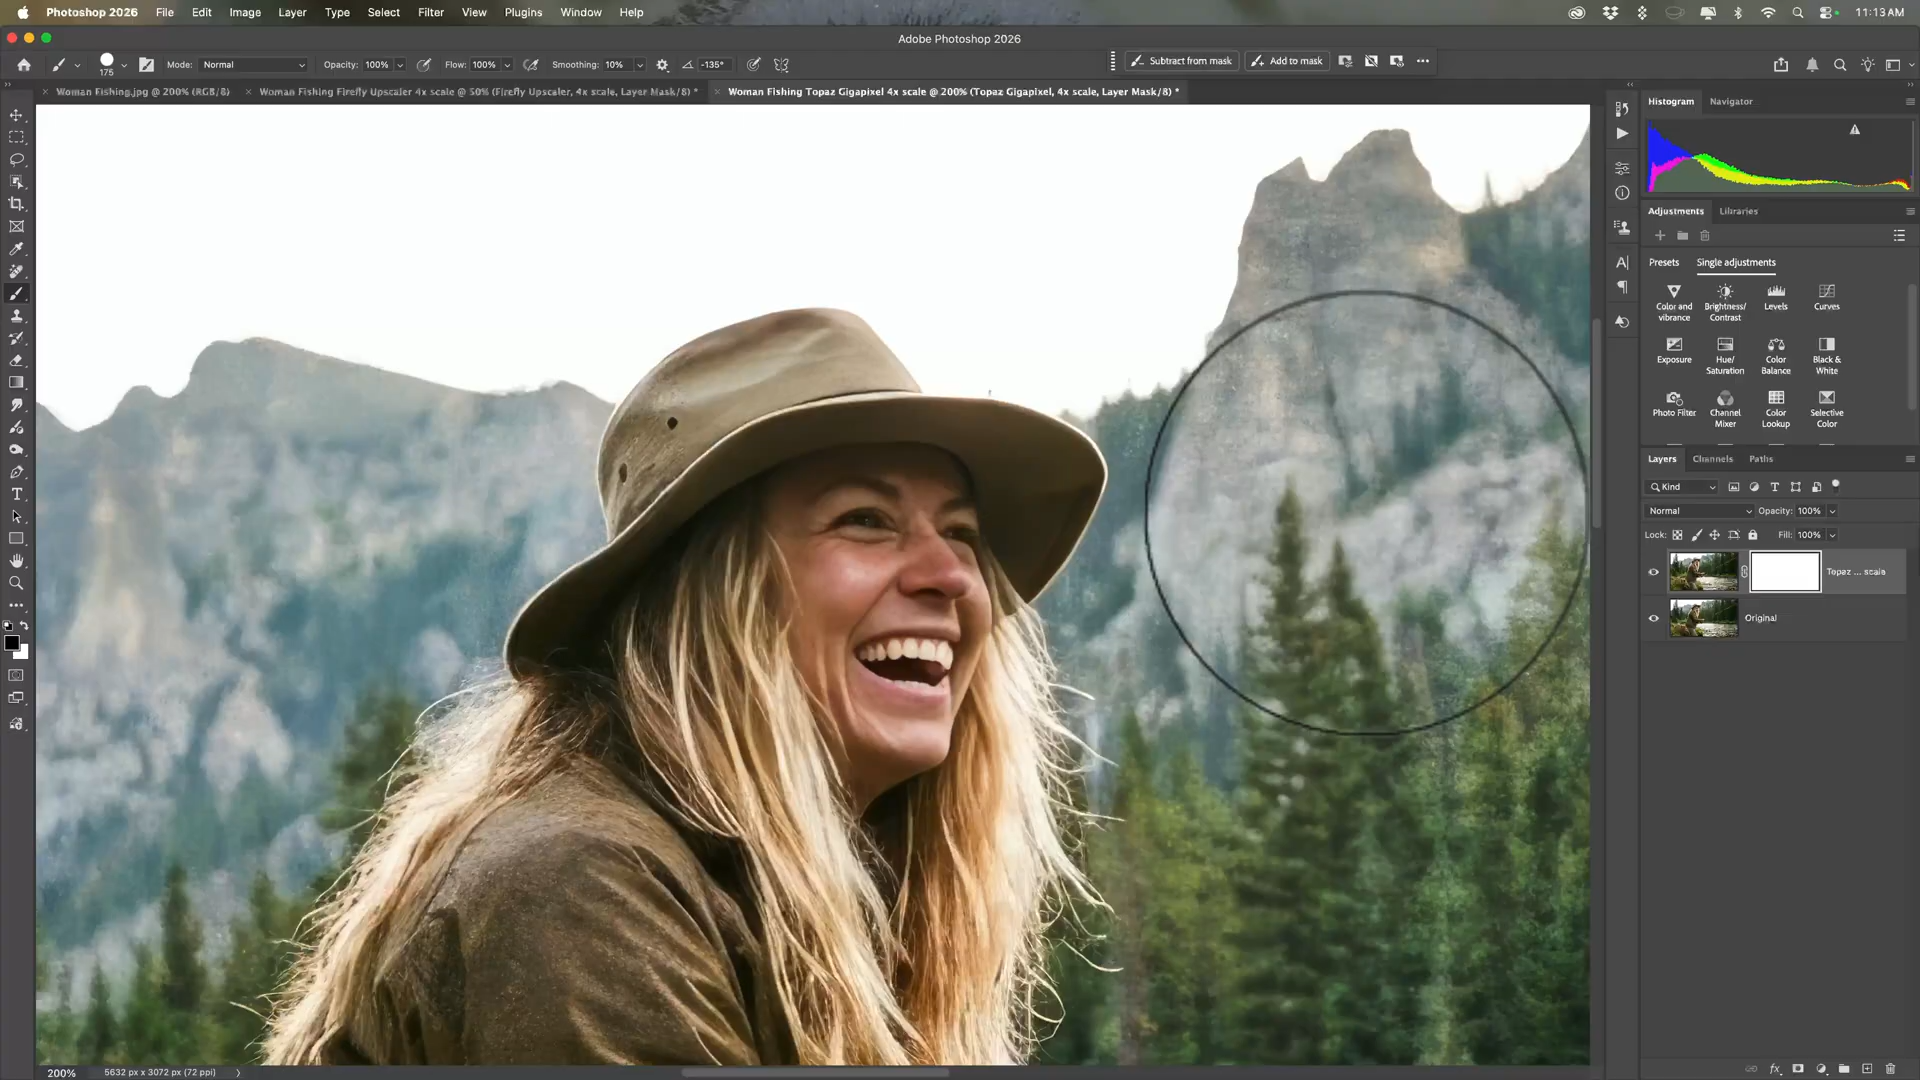 Photoshop 2026 File Edit Image Layer Type Select Filter View Plugins Window Help 11:13 AM
Adobe Photoshop 2026
175 Mode: Normal Opacity: 100% Flow: 100% Smoothing: 10% -135° Subtract from mask Add to mask
Woman Fishing.jpg @ 200% (RGB/8) Woman Fishing Firefly Upscaler 4x scale @ 50% (Firefly Upscaler, 4x scale, Layer Mask/8) * Woman Fishing Topaz Gigapixel 4x scale @ 200% (Topaz Gigapixel, 4x scale, Layer Mask/8) *
Histogram Navigator
Adjustments Libraries
Presets Single adjustments
Color and vibrance Brightness/ Contrast Levels Curves
Exposure Hue/ Saturation Color Balance Black & White
Photo Filter Channel Mixer Color Lookup Selective Color
Layers Channels Paths
Kind
Normal Opacity: 100%
Lock: Fill: 100%
Topaz ... scale
Original
200% 5632 px x 3072 px (72 ppi)